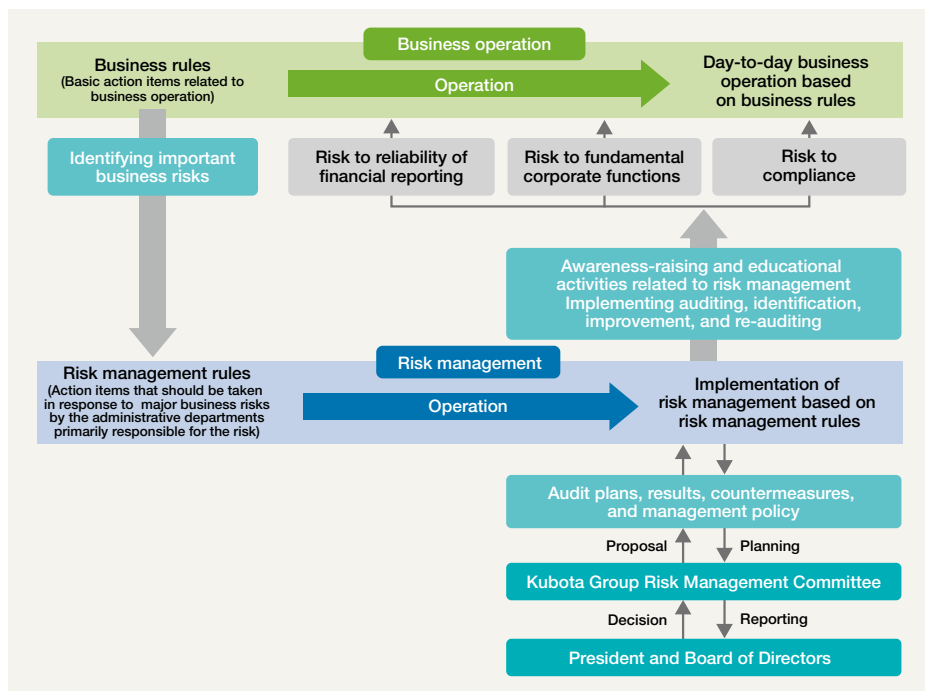 Business operation
Business rules
(Basic action items related to
business operation)
Operation
Day-to-day business
operation based
on business rules
Identifying important
business risks
Risk to reliability of
financial reporting
Risk to fundamental
corporate functions
Risk to
compliance
Awareness-raising and educational
activities related to risk management
Implementing auditing, identification,
improvement, and re-auditing
Risk management
Risk management rules
(Action items that should be taken
in response to major business risks
by the administrative departments
primarily responsible for the risk)
Operation
Implementation of
risk management based on
risk management rules
Audit plans, results, countermeasures,
and management policy
Proposal
Planning
Kubota Group Risk Management Committee
Decision
Reporting
President and Board of Directors